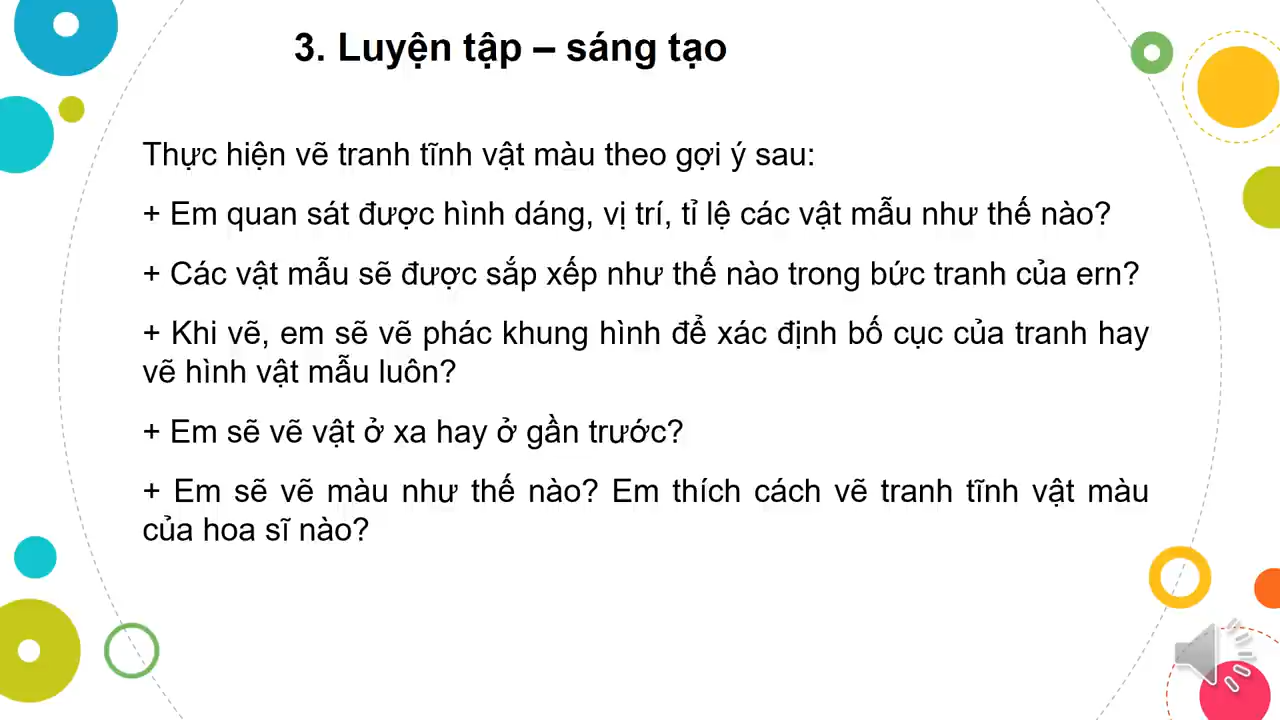 3. Luyện tập – sáng tạo
Thực hiện vẽ tranh tĩnh vật màu theo gợi ý sau:
+ Em quan sát được hình dáng, vị trí, tỉ lệ các vật mẫu như thế nào?
+ Các vật mẫu sẽ được sắp xếp như thế nào trong bức tranh của ern?
+ Khi vẽ, em sẽ vẽ phác khung hình để xác định bố cục của tranh hay
vẽ hình vật mẫu luôn?
+ Em sẽ vẽ vật ở xa hay ở gần trước?
+ Em sẽ vẽ màu như thế nào? Em thích cách vẽ tranh tĩnh vật màu
của hoa sĩ nào?